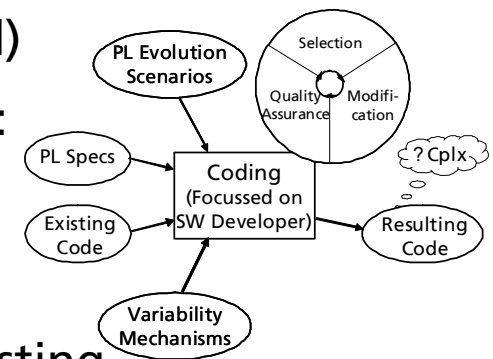 l)
:
PL Evolution
Scenarios
Selection
Quality
Assurance
Modifi-
cation
PL Specs
Coding
(Focussed on
SW Developer)
? Cplx
Existing
Code
Resulting
Code
Variability
Mechanisms
sting